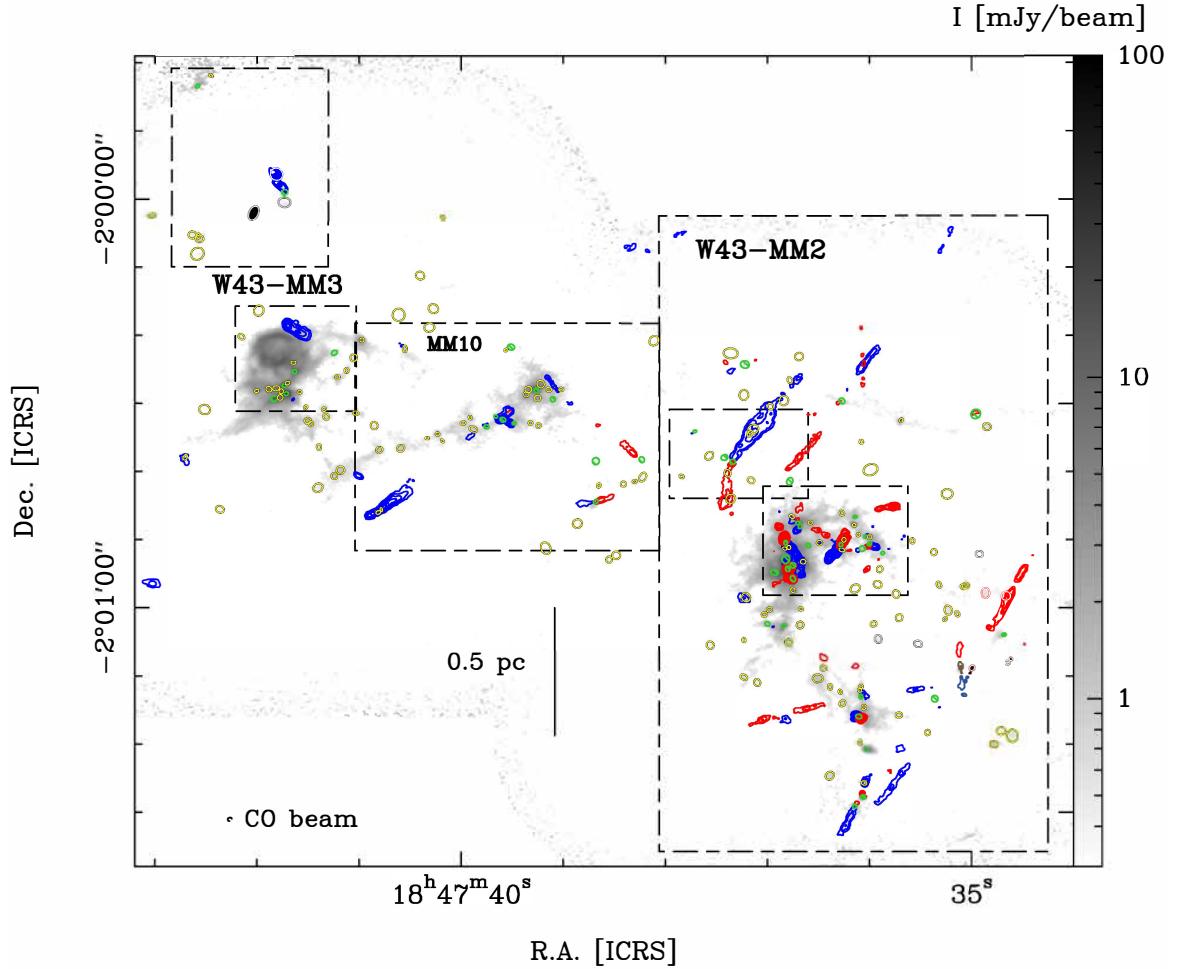 I [mJy/beam]
100
10
1
−2°00′00″
−2°01′00″
Dec. [ICRS]
W43−MM3
MM10
W43−MM2
0.5 pc
CO beam
18ʰ47ᵐ40ˢ
35ˢ
R.A. [ICRS]